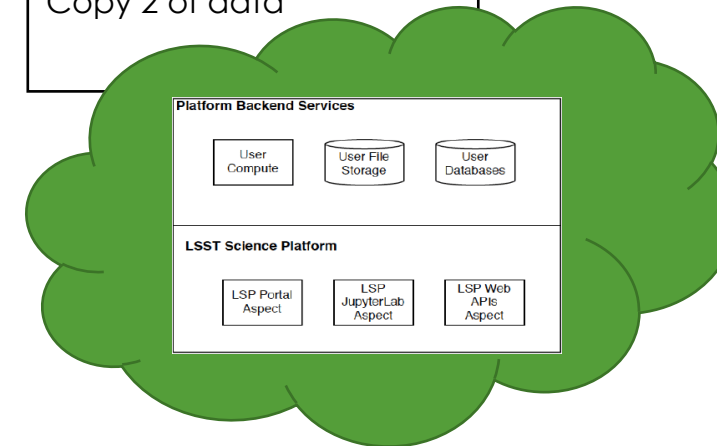 Copy 2 of data
Platform Backend Services
User
Compute
User File
Storage
User
Databases
LSST Science Platform
LSP Portal
Aspect
LSP
JupyterLab
Aspect
LSP Web
APIs
Aspect